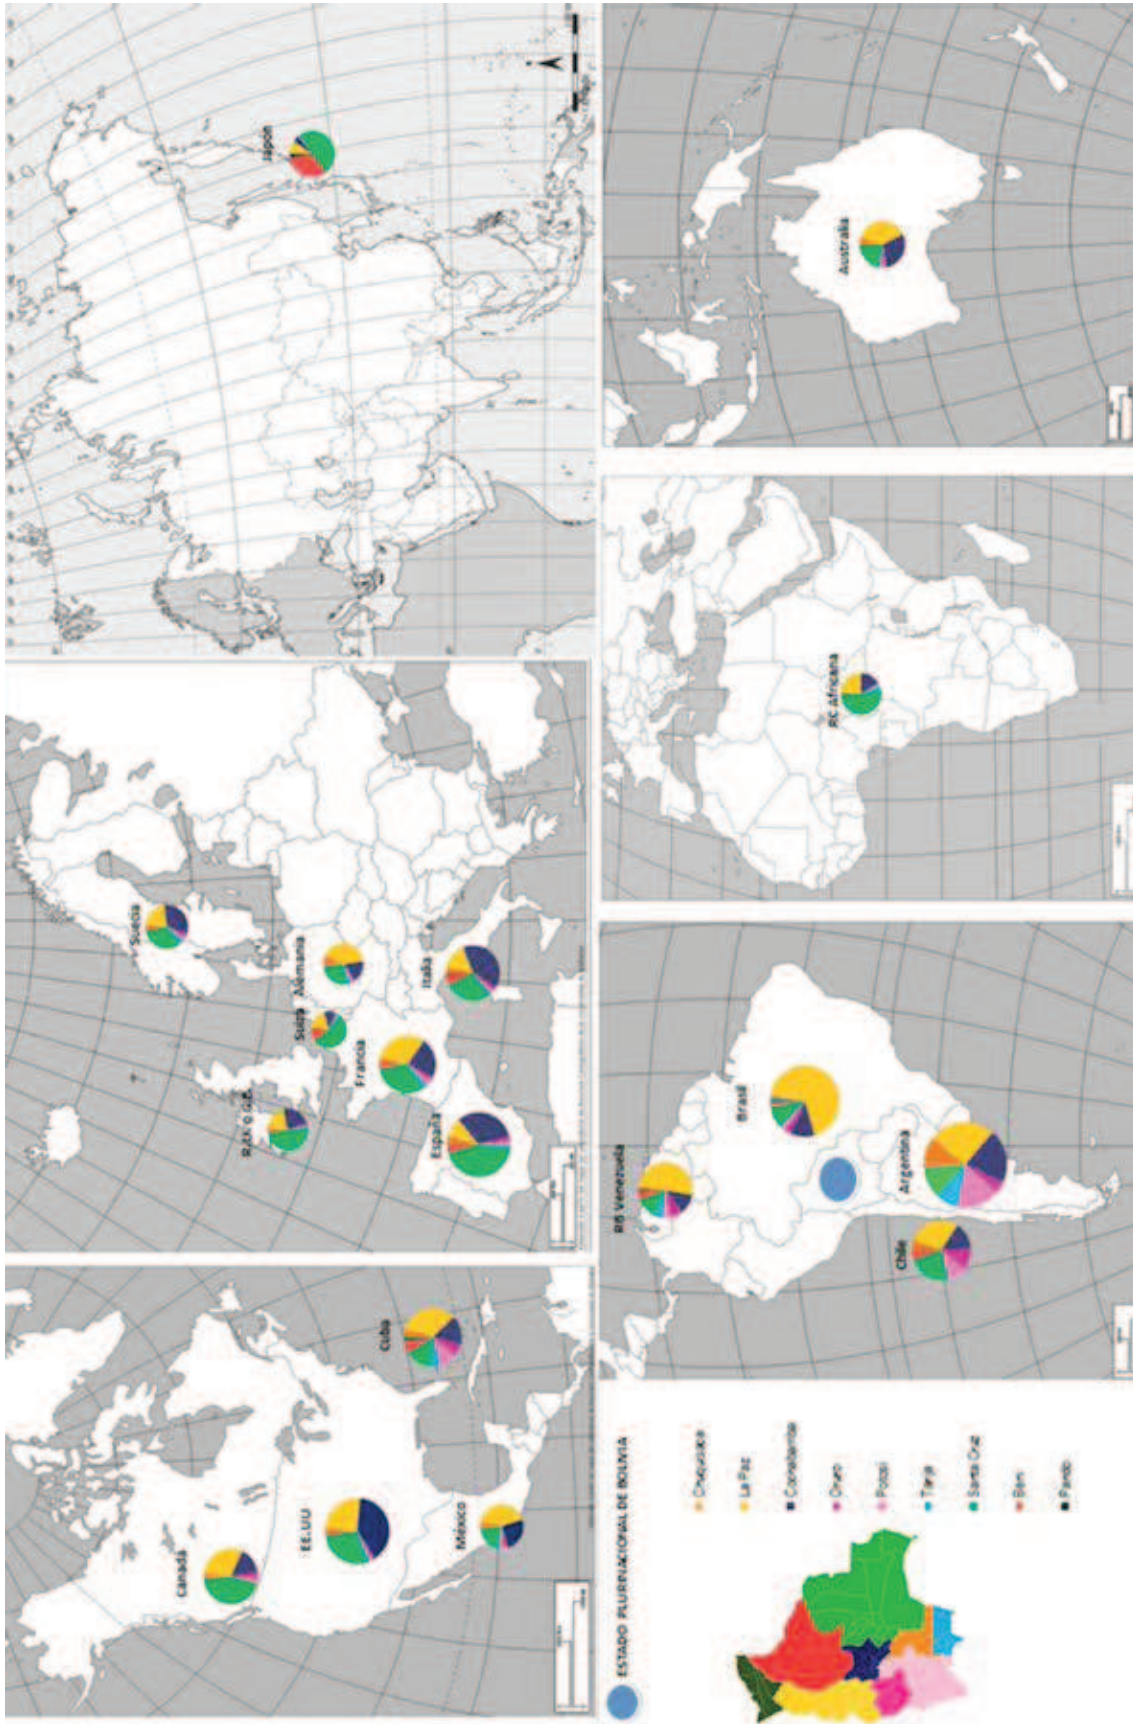 Canadá
EE.UU
México
Cuba
Suecia
Suiza
Alemania
Francia
Italia
España
Japón
ESTADO PLURINACIONAL DE BOLIVIA
Chuquisaca
La Paz
Cochabamba
Oruro
Potosí
Tarija
Santa Cruz
Beni
Pando
RB Venezuela
Brasil
Argentina
Chile
RC Africana
Australia